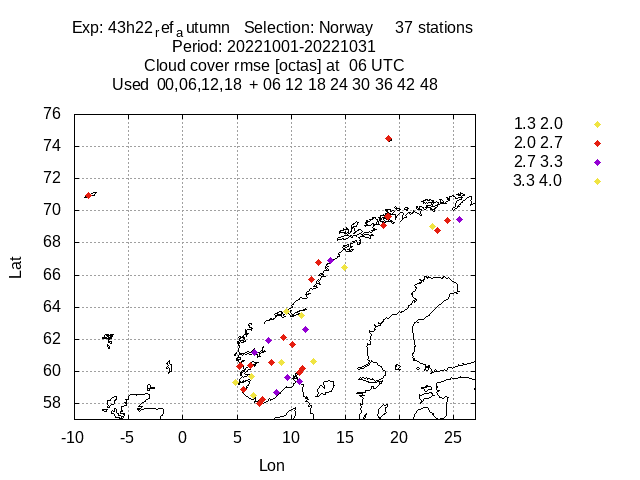 Exp: 43h22refautumn Selection: Norway 37 stations
Period: 20221001-20221031
Cloud cover rmse [octas] at 06 UTC
Used 00,06,12,18 + 06 12 18 24 30 36 42 48
1.3 2.0
2.0 2.7
2.7 3.3
3.3 4.0
76
74
72
70
68
66
64
62
60
58
Lat
-10 -5 0 5 10 15 20 25
Lon